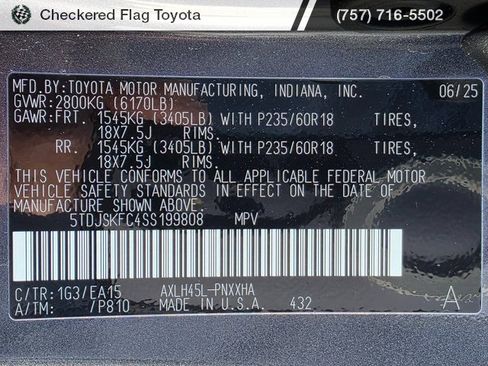 Checkered Flag Toyota (757) 716-5502
MFD.BY:TOYOTA MOTOR MANUFACTURING, INDIANA, INC. 06/25
GVWR:2800KG (6170LB)
GAWR:FRT. 1545KG (3405LB) WITH P235/60R18 TIRES,
18X7.5J RIMS.
RR. 1545KG (3405LB) WITH P235/60R18 TIRES,
18X7.5J RIMS.
THIS VEHICLE CONFORMS TO ALL APPLICABLE FEDERAL MOTOR
VEHICLE SAFETY STANDARDS IN EFFECT ON THE DATE OF
MANUFACTURE SHOWN ABOVE.
5TDJSKFC4SS199808 MPV
C/TR:1G3/EA15 AXLH45L-PNXXHA
A/TM: /P810 MADE IN U.S.A. 432 A